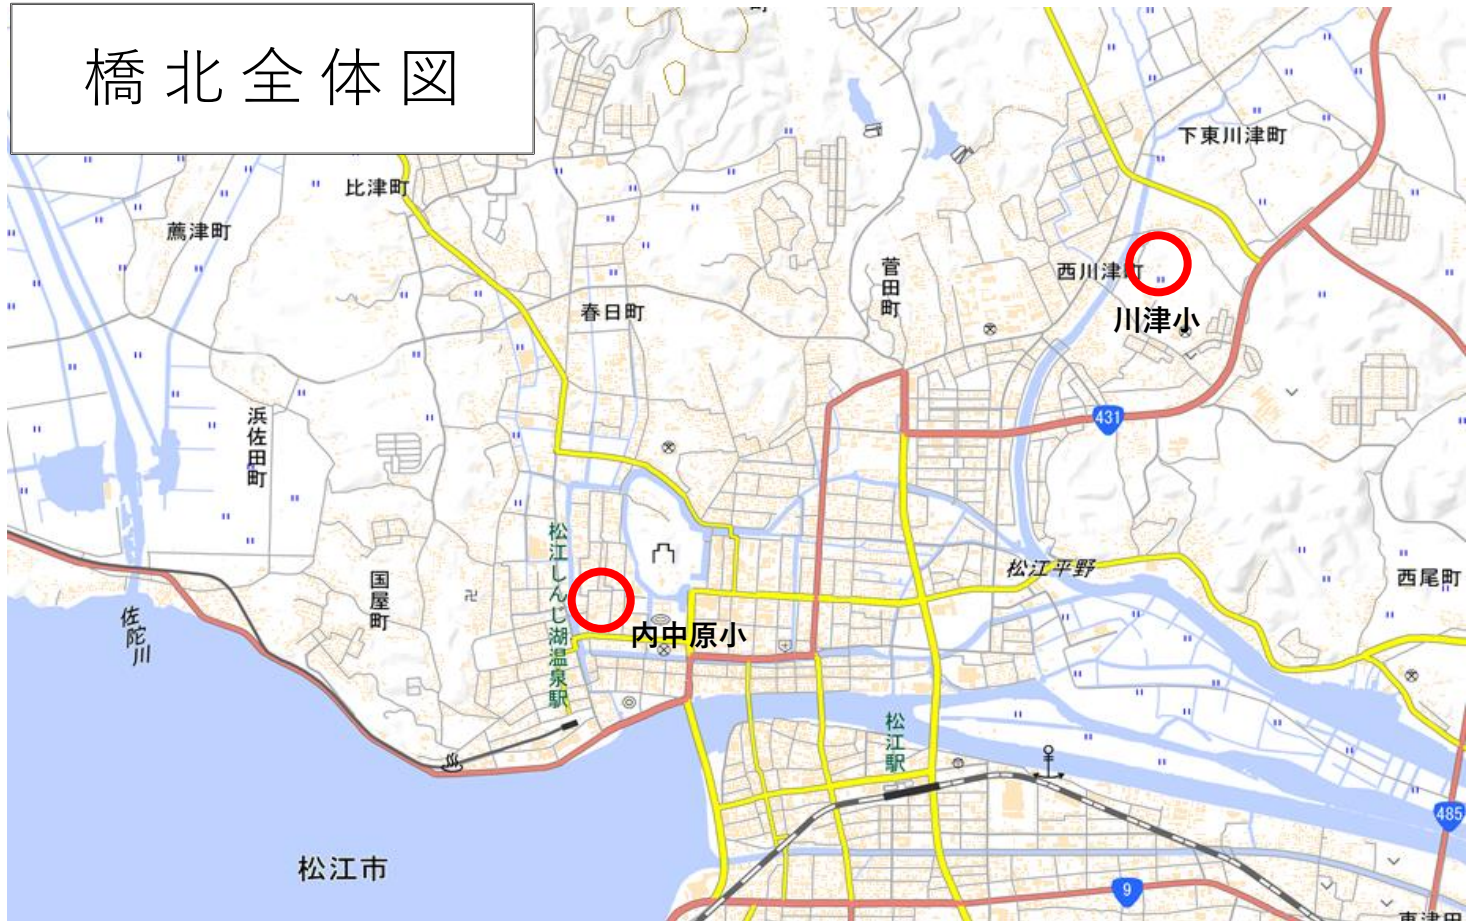 橋北全体図
下東川津町
比津町
薦津町
西川津町
菅田町
春日町
川津小
431
浜佐田町
松江しんじ湖温泉駅
松江平野
西尾町
国屋町
佐陀川
内中原小
松江駅
485
松江市
9